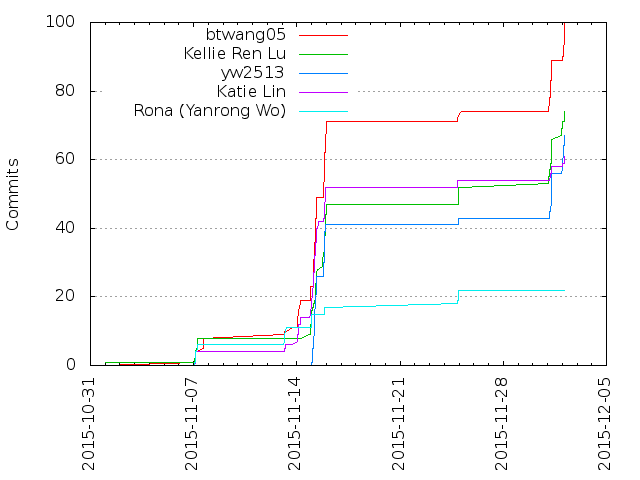 100
80
60
40
20
0
Commits
btwang05
Kellie Ren Lu
yw2513
Katie Lin
Rona (Yanrong Wo)
2015-10-31
2015-11-07
2015-11-14
2015-11-21
2015-11-28
2015-12-05